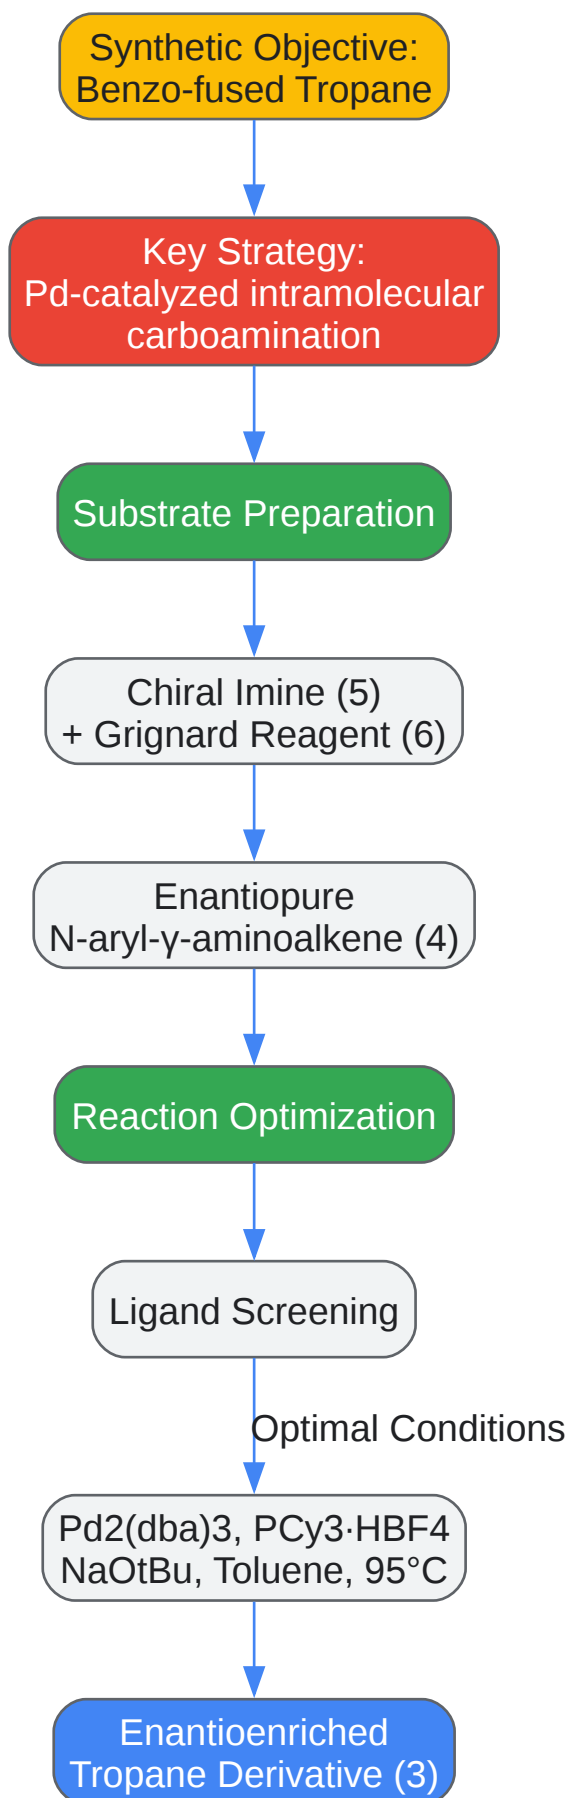 Synthetic Objective:
Benzo-fused Tropane
Key Strategy:
Pd-catalyzed intramolecular
carboamination
Substrate Preparation
Chiral Imine (5)
+ Grignard Reagent (6)
Enantiopure
N-aryl-γ-aminoalkene (4)
Reaction Optimization
Ligand Screening
Optimal Conditions
Pd2(dba)3, PCy3·HBF4
NaOtBu, Toluene, 95°C
Enantioenriched
Tropane Derivative (3)